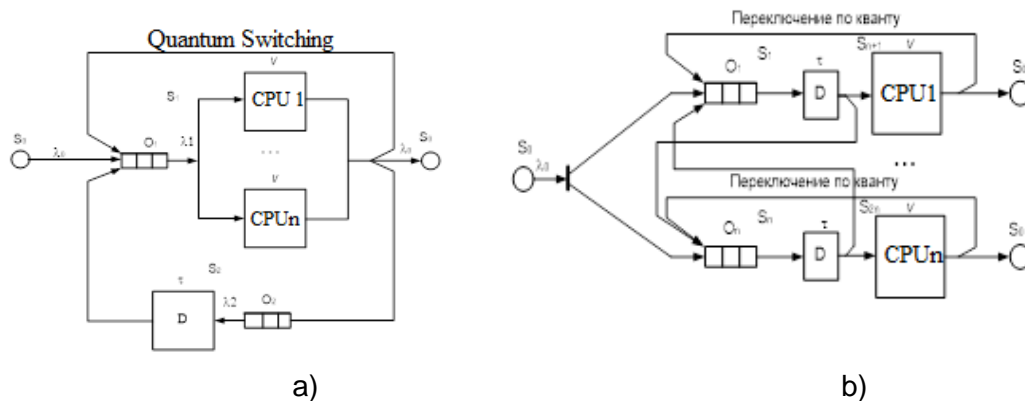 Quantum Switching
v
CPU 1
S₁
S₀
λ₀
O₁
λ1
...
λ₀
v
CPUn
S₂
τ
D
λ2
O₂
a)
Переключение по кванту
O₁
S₁
τ
D
Sₙ₊₁
v
CPU1
S₀
S₀
λ₀
...
Переключение по кванту
Oₙ
Sₙ
τ
D
S₂ₙ
v
CPUn
S₀
b)